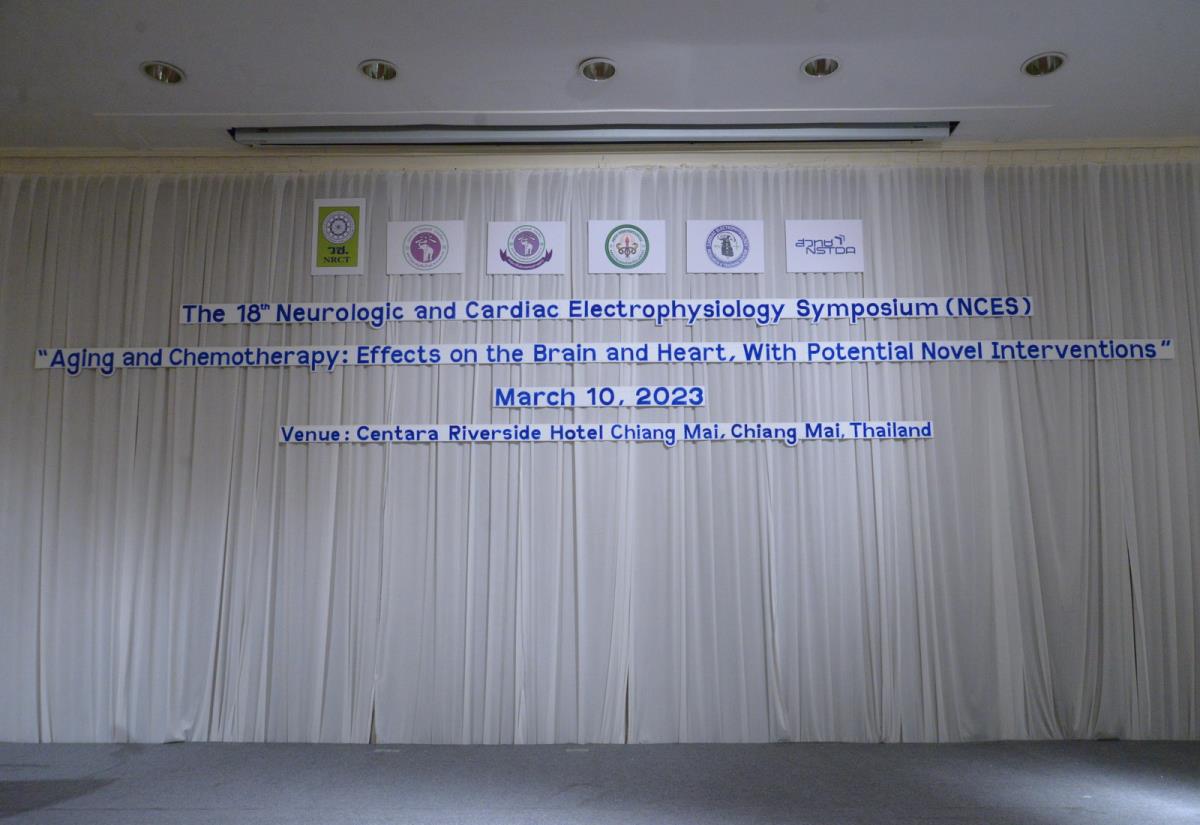 วช.
NRCT
สวทช
NSTDA
The 18th Neurologic and Cardiac Electrophysiology Symposium (NCES)
"Aging and Chemotherapy: Effects on the Brain and Heart, With Potential Novel Interventions"
March 10, 2023
Venue: Centara Riverside Hotel Chiang Mai, Chiang Mai, Thailand